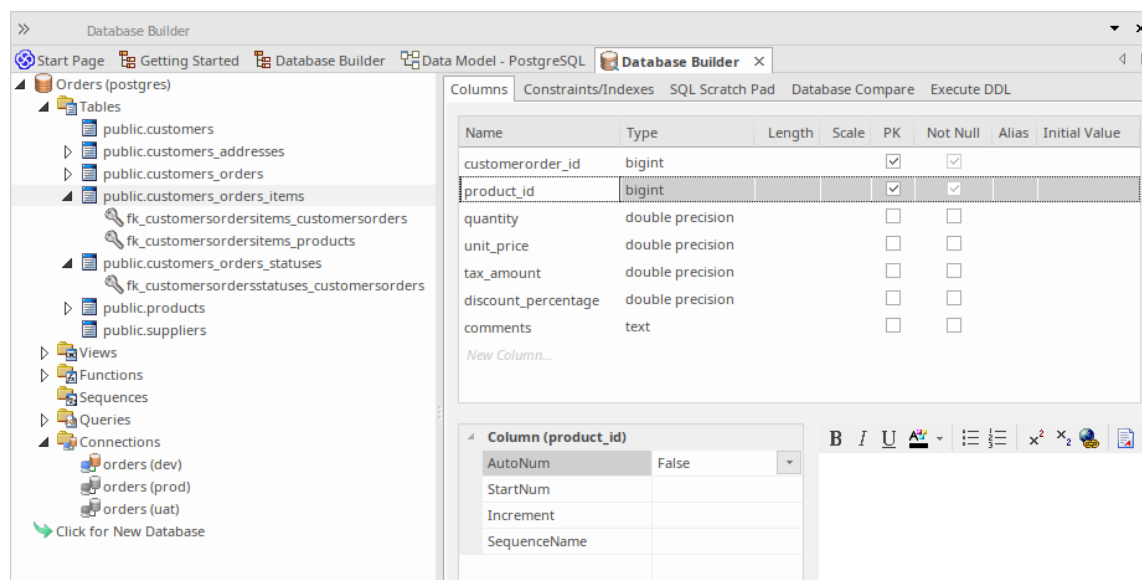 Database Builder
Start Page Getting Started Database Builder Data Model - PostgreSQL Database Builder
Orders (postgres)
Tables
public.customers
public.customers_addresses
public.customers_orders
public.customers_orders_items
fk_customersordersitems_customersorders
fk_customersordersitems_products
public.customers_orders_statuses
fk_customersordersstatuses_customersorders
public.products
public.suppliers
Views
Functions
Sequences
Queries
Connections
orders (dev)
orders (prod)
orders (uat)
Click for New Database
Columns Constraints/Indexes SQL Scratch Pad Database Compare Execute DDL
Name Type Length Scale PK Not Null Alias Initial Value
customerorder_id bigint
product_id bigint
quantity double precision
unit_price double precision
tax_amount double precision
discount_percentage double precision
comments text
New Column...
Column (product_id)
AutoNum False
StartNum
Increment
SequenceName
B I U A x² x₂